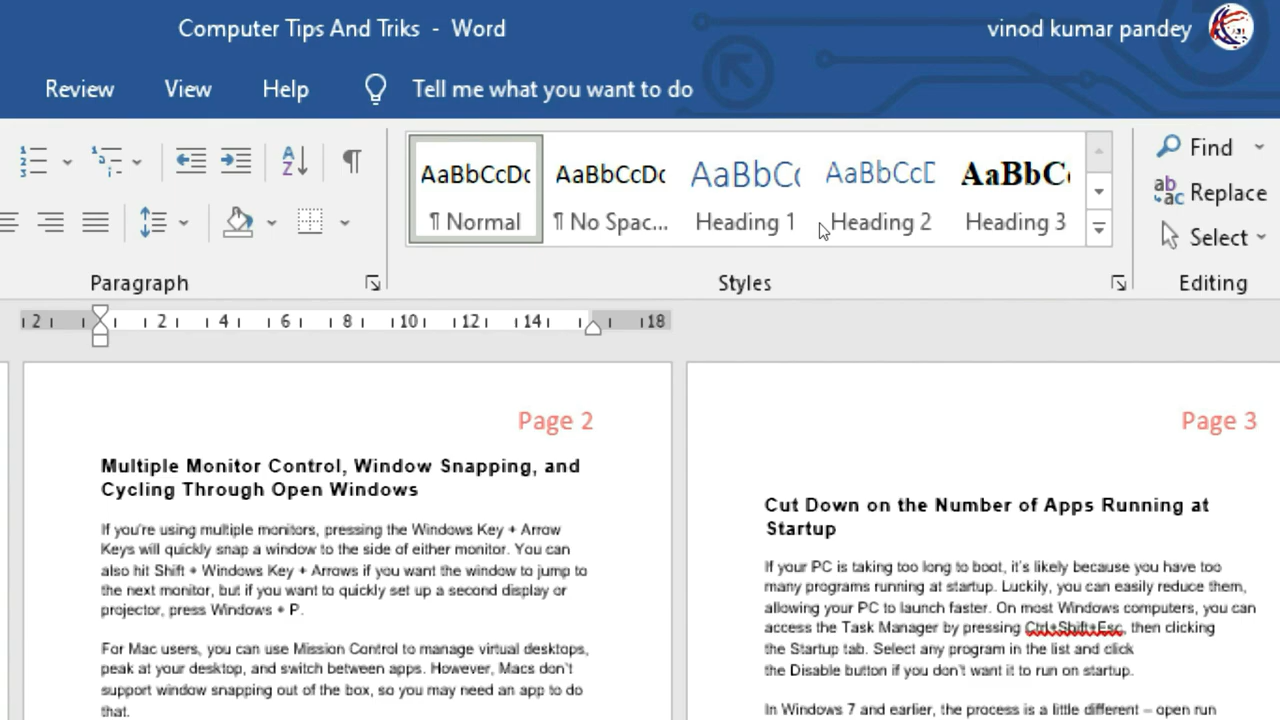 Computer Tips And Triks - Word
vinod kumar pandey
Review View Help Tell me what you want to do
AaBbCcDc AaBbCcDc AaBbC AaBbCcD AaBbC
¶ Normal ¶ No Spac... Heading 1 Heading 2 Heading 3
Find
Replace
Select
Paragraph Styles Editing
2 2 4 6 8 10 12 14 18
Page 2
Multiple Monitor Control, Window Snapping, and
Cycling Through Open Windows
If you're using multiple monitors, pressing the Windows Key + Arrow
Keys will quickly snap a window to the side of either monitor. You can
also hit Shift + Windows Key + Arrows if you want the window to jump to
the next monitor, but if you want to quickly set up a second display or
projector, press Windows + P.
For Mac users, you can use Mission Control to manage virtual desktops,
peak at your desktop, and switch between apps. However, Macs don't
support window snapping out of the box, so you may need an app to do
that.
Page 3
Cut Down on the Number of Apps Running at
Startup
If your PC is taking too long to boot, it's likely because you have too
many programs running at startup. Luckily, you can easily reduce them,
allowing your PC to launch faster. On most Windows computers, you can
access the Task Manager by pressing Ctrl+Shift+Esc, then clicking
the Startup tab. Select any program in the list and click
the Disable button if you don't want it to run on startup.
In Windows 7 and earlier, the process is a little different – open run